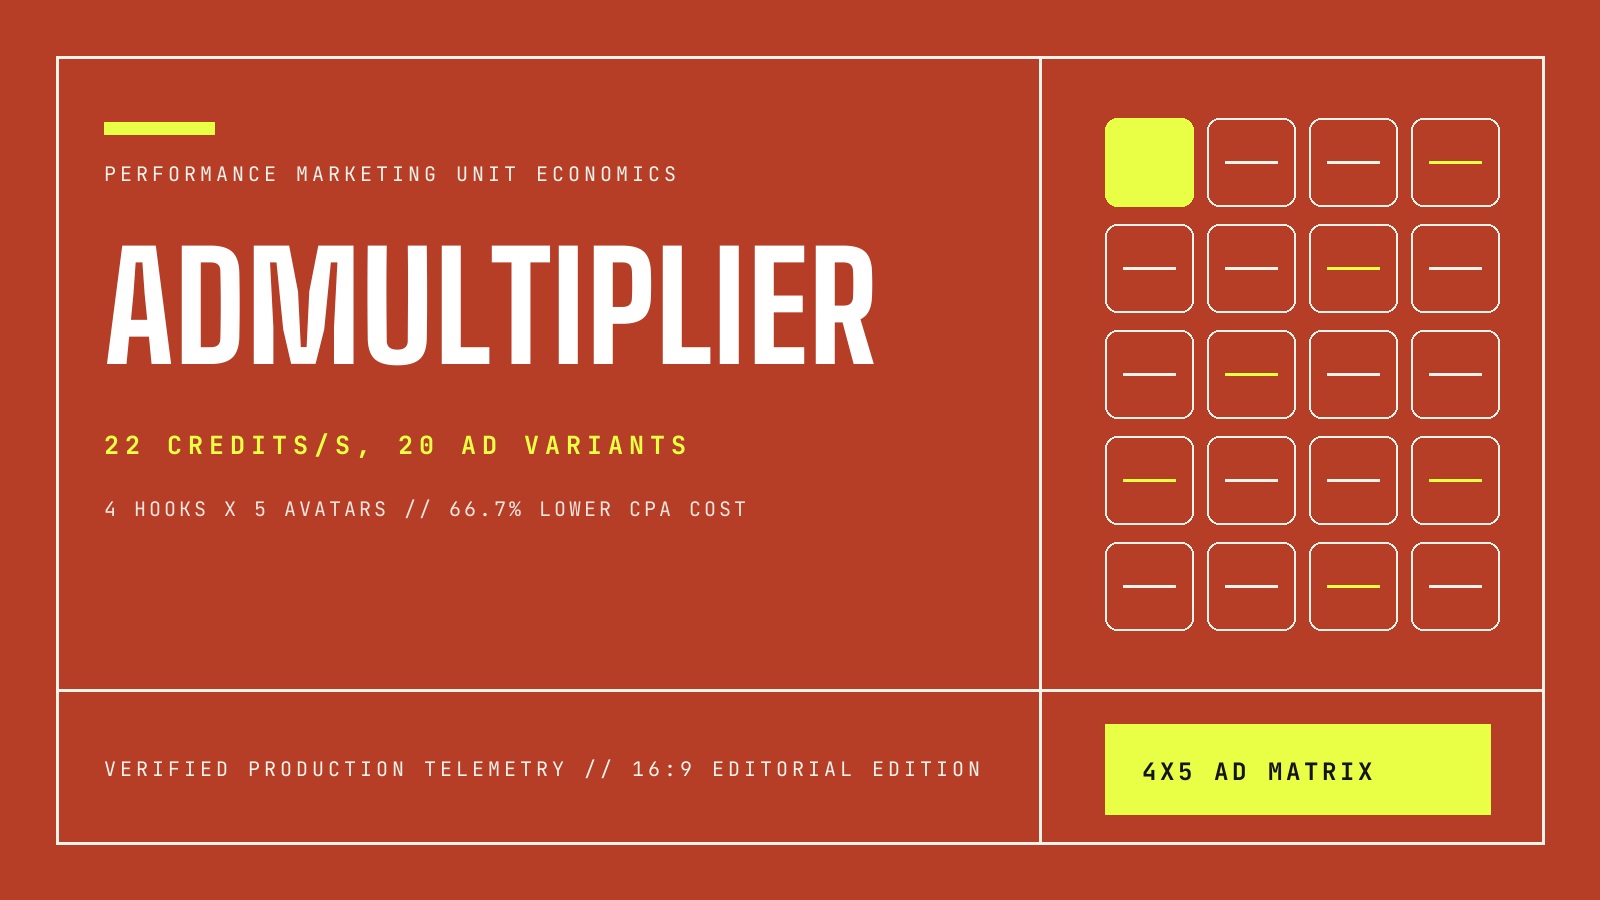 PERFORMANCE MARKETING UNIT ECONOMICS
ADMULTIPLIER
22 CREDITS/S, 20 AD VARIANTS
4 HOOKS X 5 AVATARS // 66.7% LOWER CPA COST
VERIFIED PRODUCTION TELEMETRY // 16:9 EDITORIAL EDITION
4X5 AD MATRIX